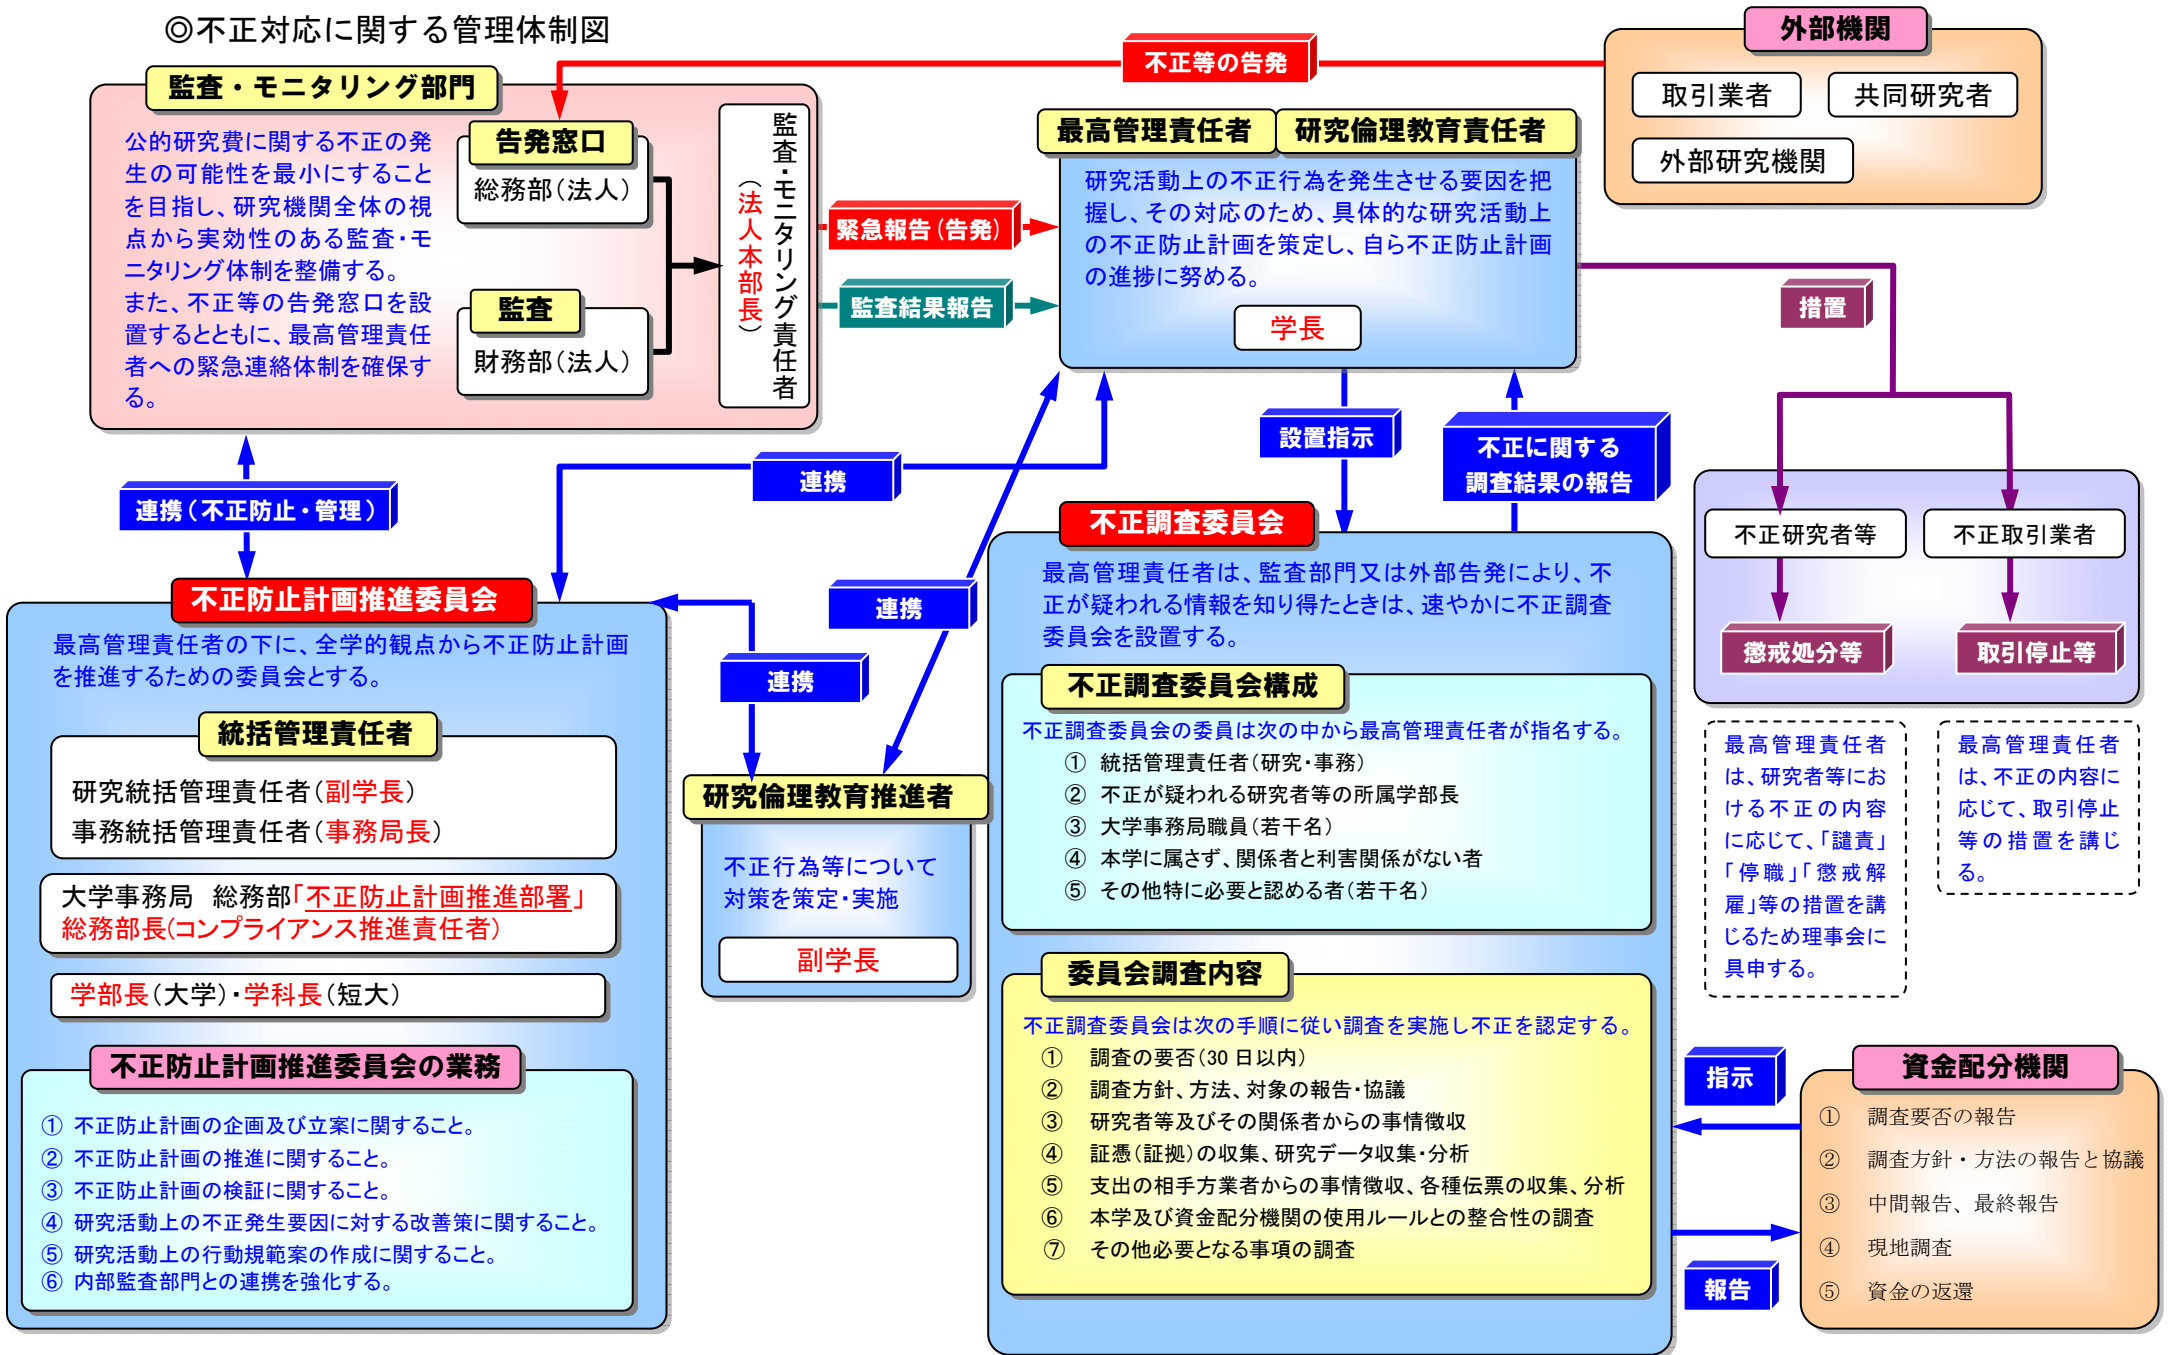 ◎不正対応に関する管理体制図
外部機関
取引業者
共同研究者
外部研究機関
不正等の告発
監査・モニタリング部門
公的研究費に関する不正の発
生の可能性を最小にすること
を目指し、研究機関全体の視
点から実効性のある監査・モ
ニタリング体制を整備する。
また、不正等の告発窓口を設
置するとともに、最高管理責任
者への緊急連絡体制を確保す
る。
告発窓口
総務部(法人)
監査
財務部(法人)
監査・モニタリング責任者
(法人本部長)
緊急報告(告発)
監査結果報告
最高管理責任者
研究倫理教育責任者
研究活動上の不正行為を発生させる要因を把
握し、その対応のため、具体的な研究活動上
の不正防止計画を策定し、自ら不正防止計画
の進捗に努める。
学長
措置
連携(不正防止・管理)
連携
設置指示
不正に関する
調査結果の報告
不正研究者等
不正取引業者
懲戒処分等
取引停止等
最高管理責任者
は、研究者等にお
ける不正の内容
に応じて、「譴責」
「停職」「懲戒解
雇」等の措置を講
じるため理事会に
具申する。
最高管理責任者
は、不正の内容に
応じて、取引停止
等の措置を講じ
る。
不正防止計画推進委員会
最高管理責任者の下に、全学的観点から不正防止計画
を推進するための委員会とする。
統括管理責任者
研究統括管理責任者(副学長)
事務統括管理責任者(事務局長)
大学事務局 総務部「不正防止計画推進部署」
総務部長(コンプライアンス推進責任者)
学部長(大学)・学科長(短大)
不正防止計画推進委員会の業務
① 不正防止計画の企画及び立案に関すること。
② 不正防止計画の推進に関すること。
③ 不正防止計画の検証に関すること。
④ 研究活動上の不正発生要因に対する改善策に関すること。
⑤ 研究活動上の行動規範案の作成に関すること。
⑥ 内部監査部門との連携を強化する。
連携
連携
研究倫理教育推進者
不正行為等について
対策を策定・実施
副学長
不正調査委員会
最高管理責任者は、監査部門又は外部告発により、不
正が疑われる情報を知り得たときは、速やかに不正調査
委員会を設置する。
不正調査委員会構成
不正調査委員会の委員は次の中から最高管理責任者が指名する。
① 統括管理責任者(研究・事務)
② 不正が疑われる研究者等の所属学部長
③ 大学事務局職員(若干名)
④ 本学に属さず、関係者と利害関係がない者
⑤ その他特に必要と認める者(若干名)
委員会調査内容
不正調査委員会は次の手順に従い調査を実施し不正を認定する。
① 調査の要否(30 日以内)
② 調査方針、方法、対象の報告・協議
③ 研究者等及びその関係者からの事情徴収
④ 証憑(証拠)の収集、研究データ収集・分析
⑤ 支出の相手方業者からの事情徴収、各種伝票の収集、分析
⑥ 本学及び資金配分機関の使用ルールとの整合性の調査
⑦ その他必要となる事項の調査
指示
報告
資金配分機関
① 調査要否の報告
② 調査方針・方法の報告と協議
③ 中間報告、最終報告
④ 現地調査
⑤ 資金の返還